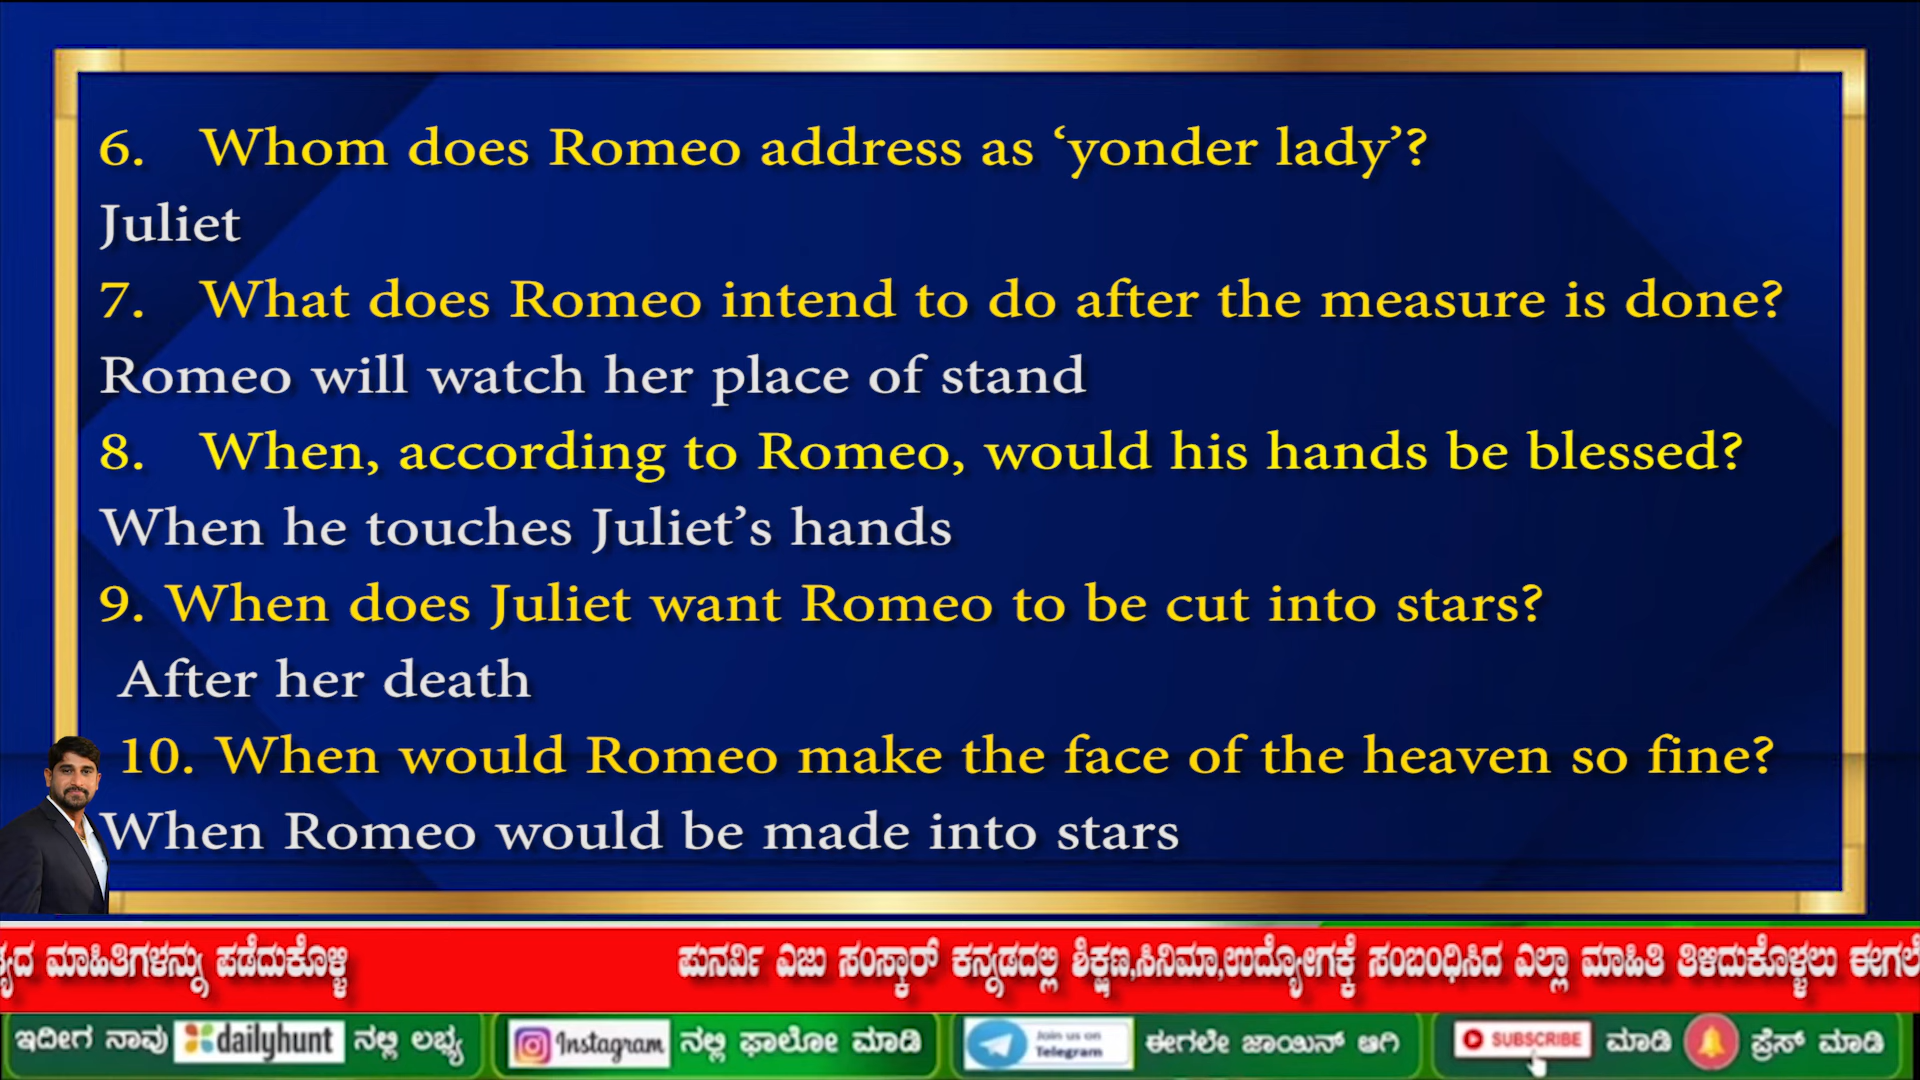 6. Whom does Romeo address as ‘yonder lady’?
Juliet
7. What does Romeo intend to do after the measure is done?
Romeo will watch her place of stand
8. When, according to Romeo, would his hands be blessed?
When he touches Juliet’s hands
9. When does Juliet want Romeo to be cut into stars?
After her death
10. When would Romeo make the face of the heaven so fine?
When Romeo would be made into stars
ಮಾಹಿತಿಗಳನ್ನು ಪಡೆದುಕೊಳ್ಳಿ ಪುನರ್ವಿ ಎಜು ಸಂಸ್ಕಾರ್ ಕನ್ನಡದಲ್ಲಿ ಶಿಕ್ಷಣ,ಸಿನಿಮಾ,ಉದ್ಯೋಗಕ್ಕೆ ಸಂಬಂಧಿಸಿದ ಎಲ್ಲಾ ಮಾಹಿತಿ ತಿಳಿದುಕೊಳ್ಳಲು
ಇದೀಗ ನಾವು dailyhunt ನಲ್ಲಿ ಲಭ್ಯ Instagram ನಲ್ಲಿ ಫಾಲೋ ಮಾಡಿ Join us on Telegram ಈಗಲೇ ಜಾಯಿನ್ ಆಗಿ SUBSCRIBE ಮಾಡಿ ಪ್ರೆಸ್ ಮಾಡಿ